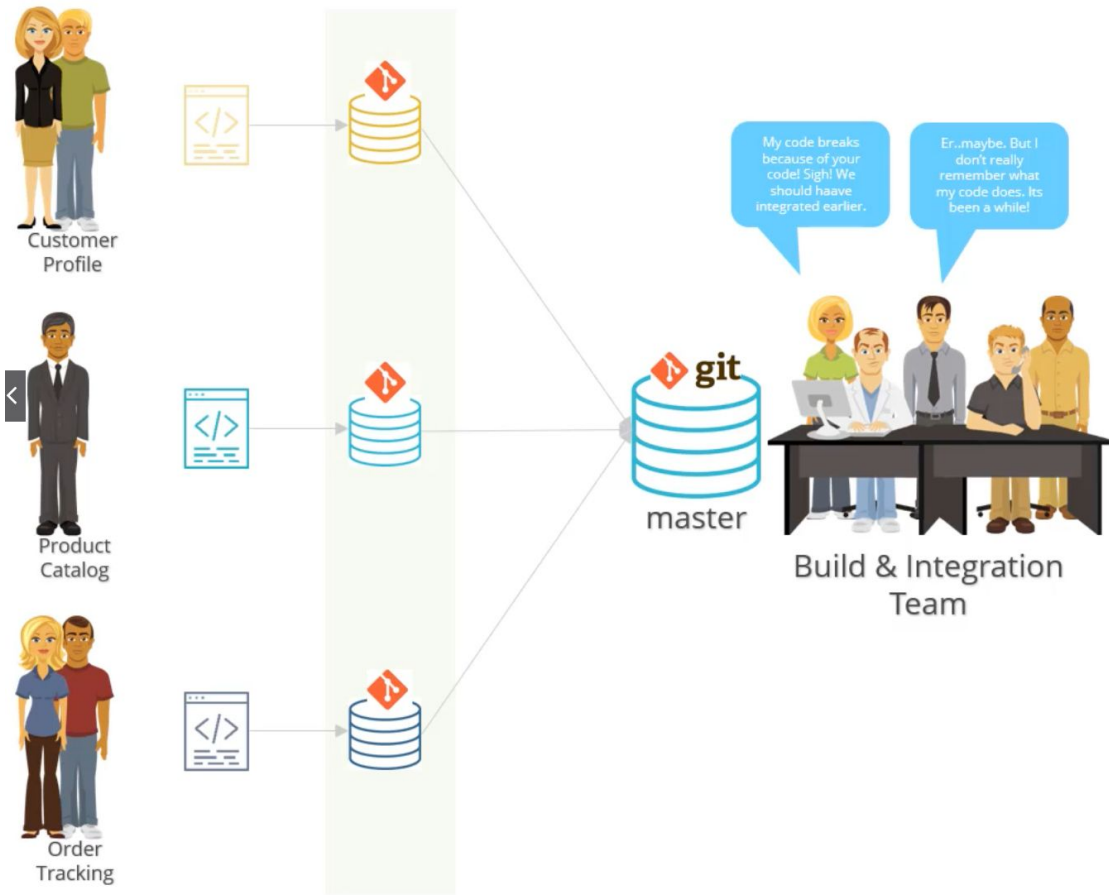 Customer
Profile
</>
My code breaks
because of your
code! Sigh! We
should haave
integrated earlier.
Er..maybe. But I
don't really
remember what
my code does. Its
been a while!
Product
Catalog
</>
git
master
Build & Integration
Team
Order
Tracking
</>